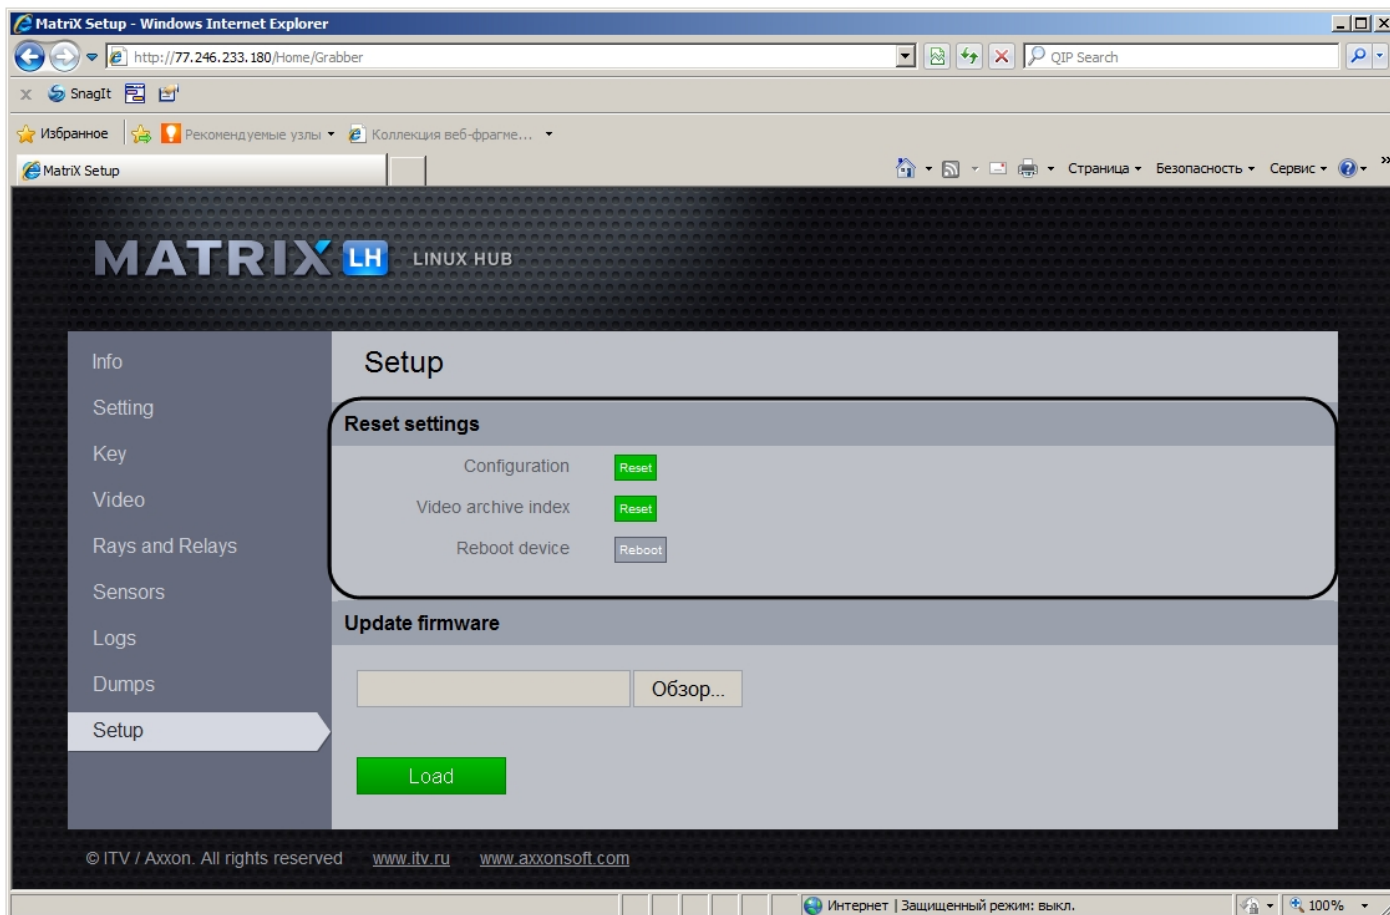 MatriX Setup - Windows Internet Explorer
http://77.246.233.180/Home/Grabber
QIP Search
x SnagIt
Избранное Рекомендуемые узлы Коллекция веб-фрагме...
MatriX Setup Страница Безопасность Сервис »
MATRIX LH LINUX HUB
Info
Setting
Key
Video
Rays and Relays
Sensors
Logs
Dumps
Setup
Setup
Reset settings
Configuration Reset
Video archive index Reset
Reboot device Reboot
Update firmware
Обзор...
Load
© ITV / Axxon. All rights reserved www.itv.ru www.axxonsoft.com
Интернет | Защищенный режим: выкл. 100%